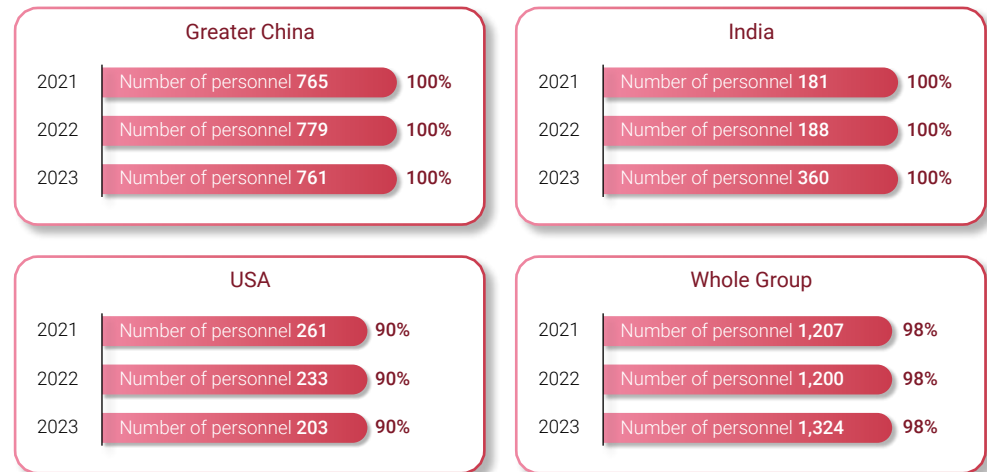 Greater China
2021 Number of personnel 765 100%
2022 Number of personnel 779 100%
2023 Number of personnel 761 100%
India
2021 Number of personnel 181 100%
2022 Number of personnel 188 100%
2023 Number of personnel 360 100%
USA
2021 Number of personnel 261 90%
2022 Number of personnel 233 90%
2023 Number of personnel 203 90%
Whole Group
2021 Number of personnel 1,207 98%
2022 Number of personnel 1,200 98%
2023 Number of personnel 1,324 98%